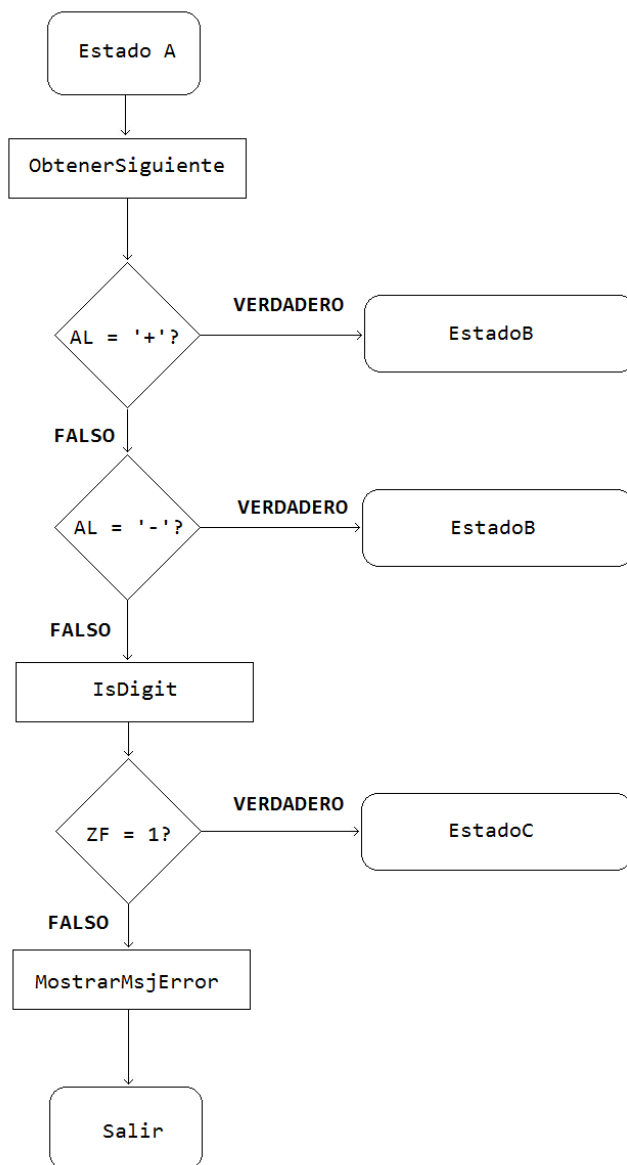 Estado A
ObtenerSiguiente
VERDADERO
AL = '+'?
EstadoB
FALSO
VERDADERO
AL = '-'?
EstadoB
FALSO
IsDigit
VERDADERO
ZF = 1?
EstadoC
FALSO
MostrarMsjError
Salir